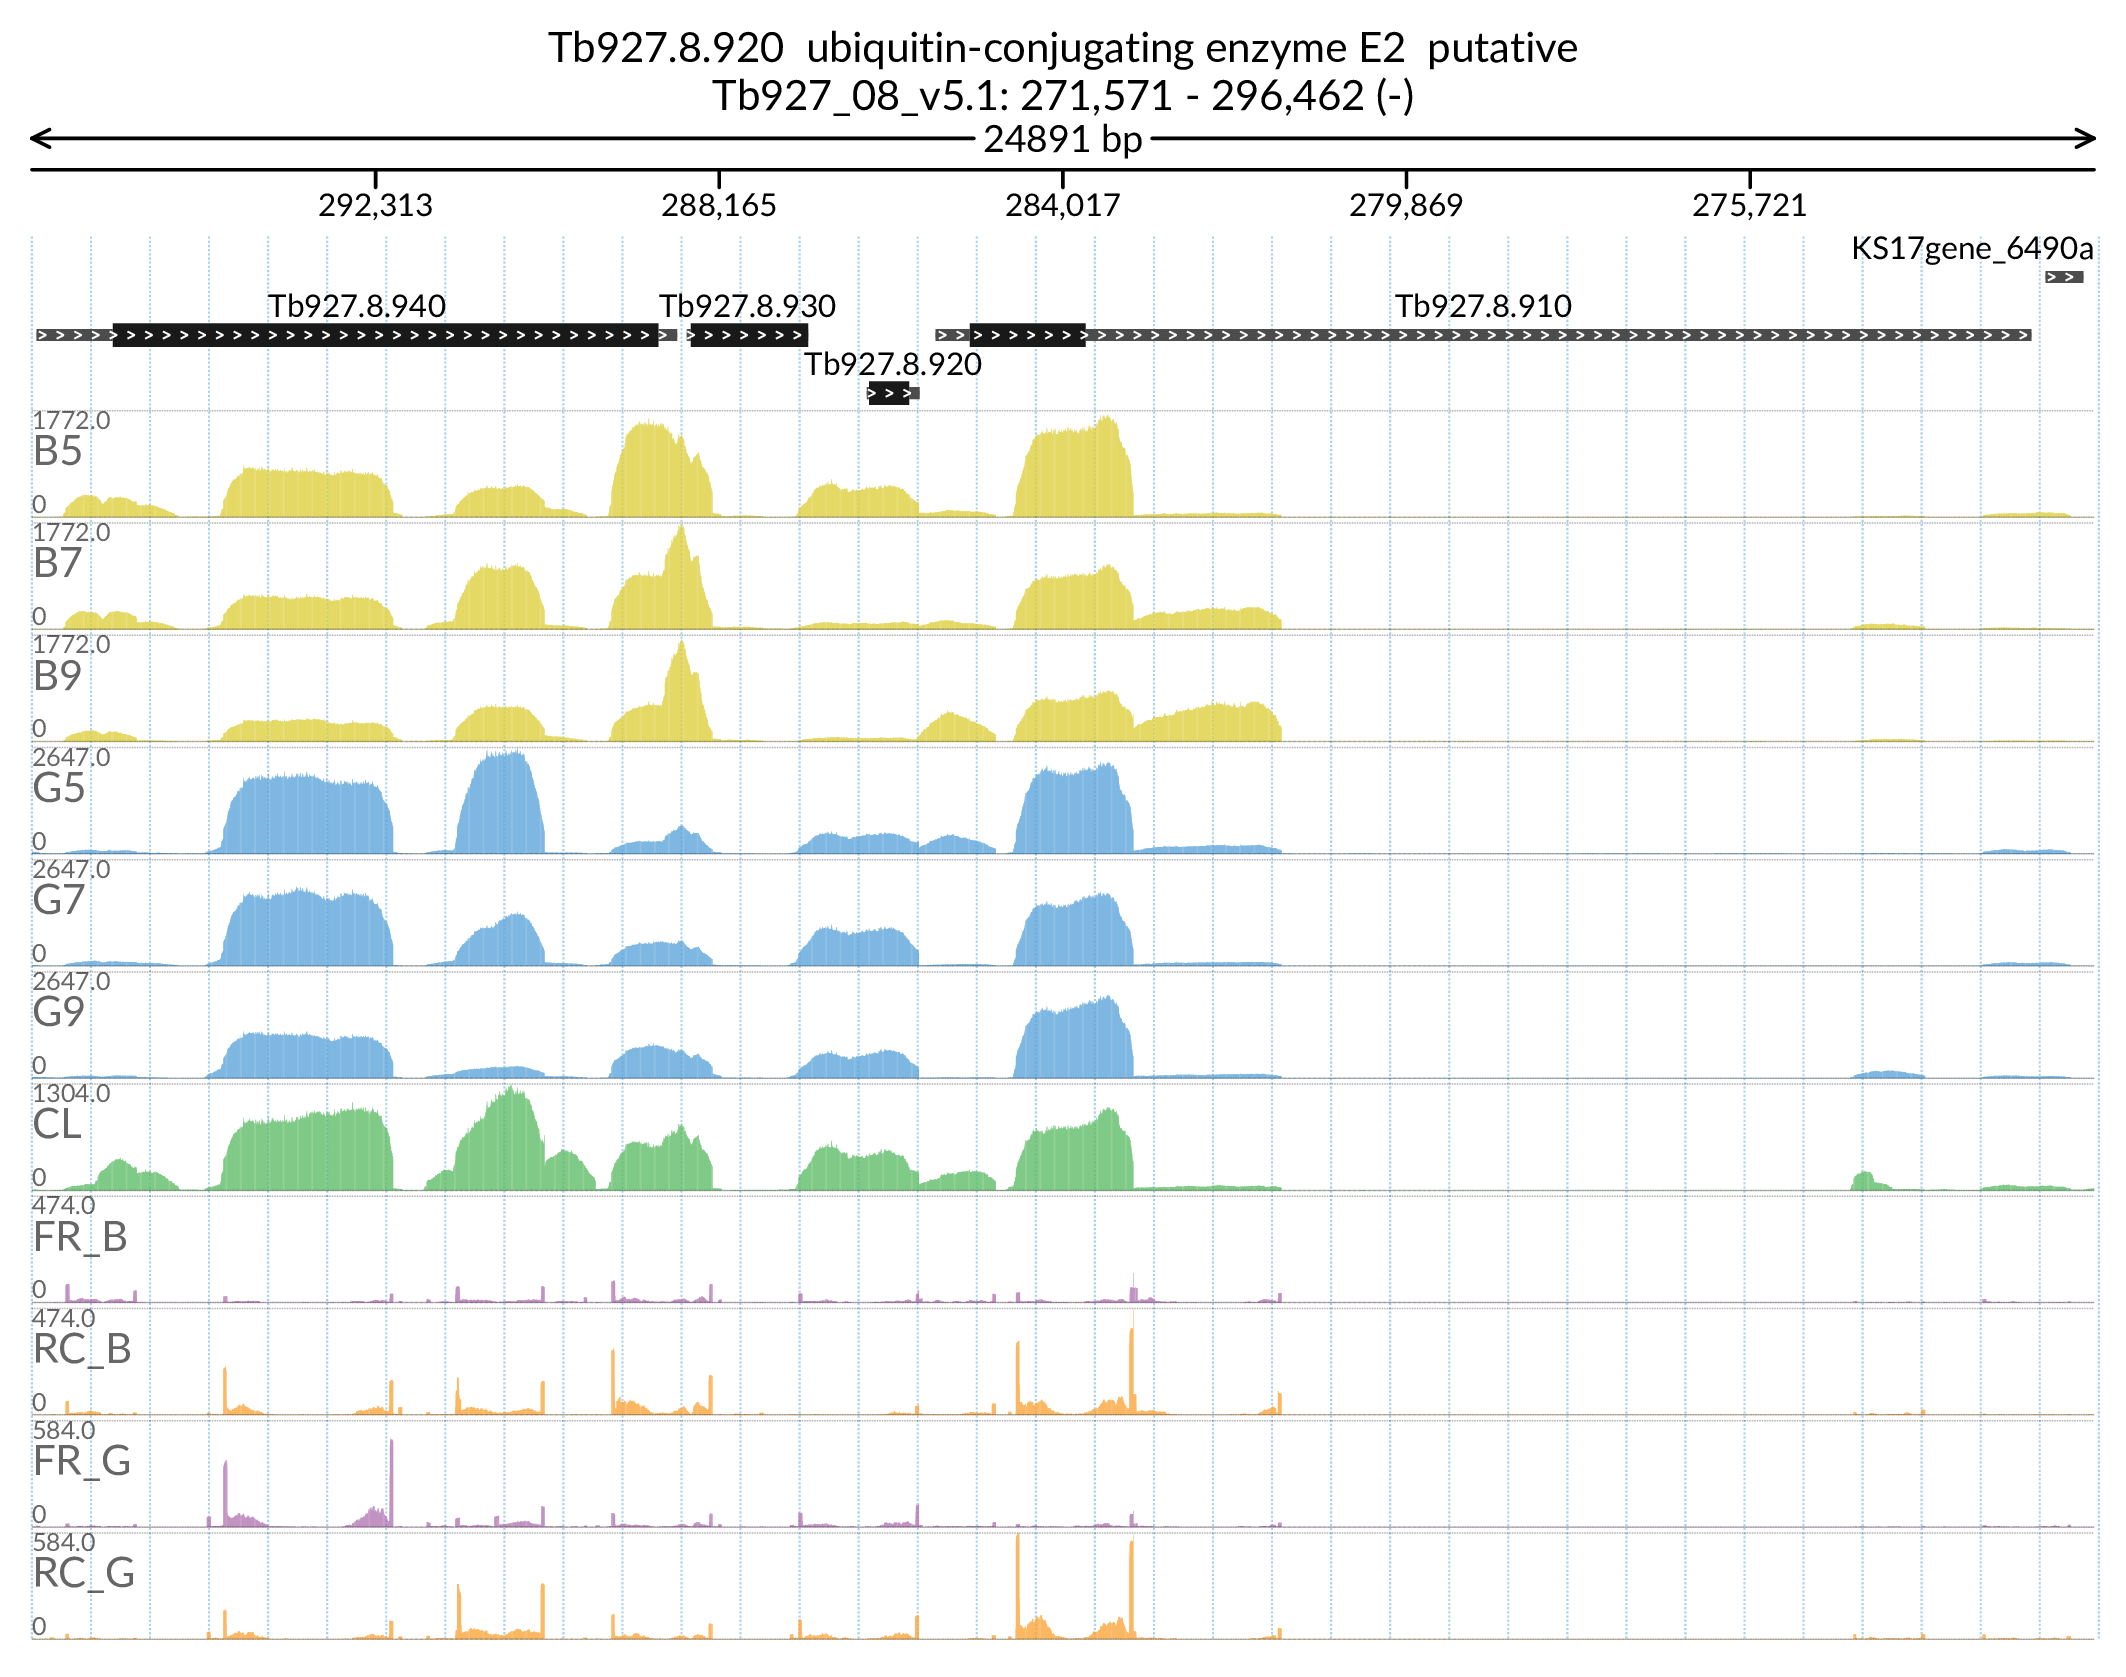 Tb927.8.920  ubiquitin-conjugating enzyme E2  putative
Tb927_08_v5.1: 271,571 - 296,462 (-)
24891 bp
292,313 288,165 284,017 279,869 275,721
KS17gene_6490a
Tb927.8.940 Tb927.8.930 Tb927.8.910
Tb927.8.920
1772.0
B5
0
1772.0
B7
0
1772.0
B9
0
2647.0
G5
0
2647.0
G7
0
2647.0
G9
0
1304.0
CL
0
474.0
FR_B
0
474.0
RC_B
0
584.0
FR_G
0
584.0
RC_G
0